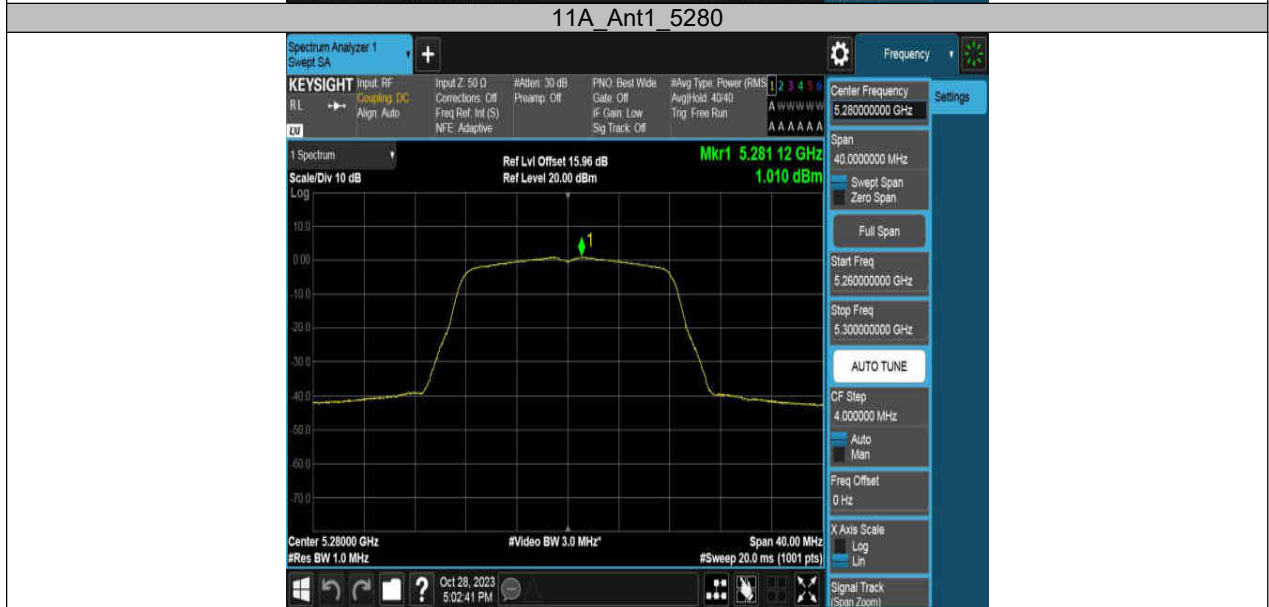 11A_Ant1_5280
Spectrum Analyzer 1
Swept SA
+
Frequency
KEYSIGHT
RL
LXI
Input: RF
Coupling: DC
Align: Auto
Input Z: 50 Ω
Corrections: Off
Freq Ref: Int (S)
NFE: Adaptive
#Atten: 30 dB
Preamp: Off
PNO: Best Wide
Gate: Off
IF Gain: Low
Sig Track: Off
#Avg Type: Power (RMS
Avg|Hold: 40/40
Trig: Free Run
1 2 3 4 5 6
A W W W W W
A A A A A A
Center Frequency
5.280000000 GHz
Settings
Span
40.0000000 MHz
Swept Span
Zero Span
Full Span
Start Freq
5.260000000 GHz
Stop Freq
5.300000000 GHz
AUTO TUNE
CF Step
4.000000 MHz
Auto
Man
Freq Offset
0 Hz
X Axis Scale
Log
Lin
Signal Track
(Span Zoom)
1 Spectrum
Scale/Div 10 dB
Ref Lvl Offset 15.96 dB
Ref Level 20.00 dBm
Mkr1 5.281 12 GHz
1.010 dBm
Log
10.0
1
0.00
-10.0
-20.0
-30.0
-40.0
-50.0
-60.0
-70.0
Center 5.28000 GHz
#Res BW 1.0 MHz
#Video BW 3.0 MHz*
Span 40.00 MHz
#Sweep 20.0 ms (1001 pts)
?
Oct 28, 2023
5:02:41 PM